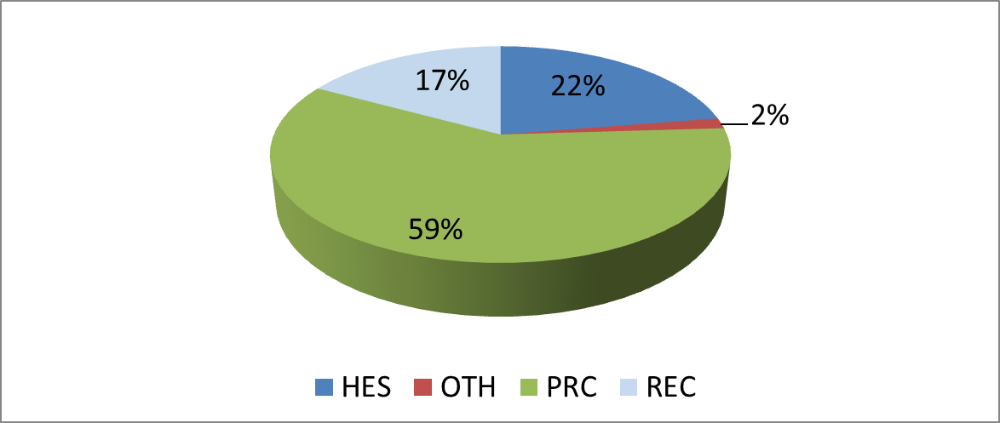 17%
22%
2%
59%
HES OTH PRC REC